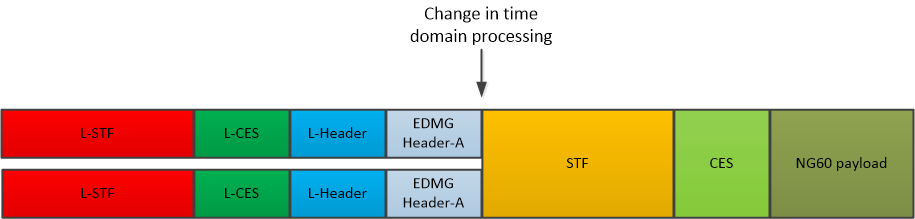 Change in time
domain processing
L-STF
L-CES
L-Header
EDMG
Header-A
STF
CES
NG60 payload
L-STF
L-CES
L-Header
EDMG
Header-A